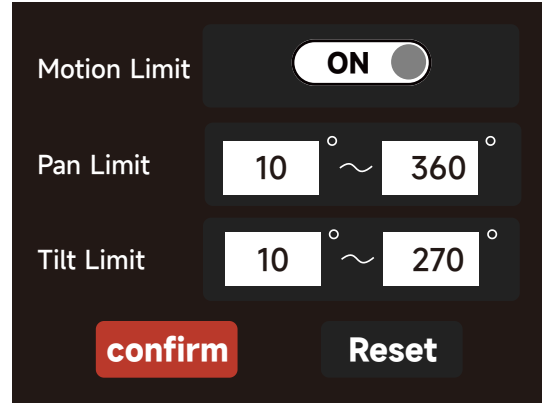 Motion Limit ON
Pan Limit 10° ~ 360°
Tilt Limit 10° ~ 270°
confirm Reset